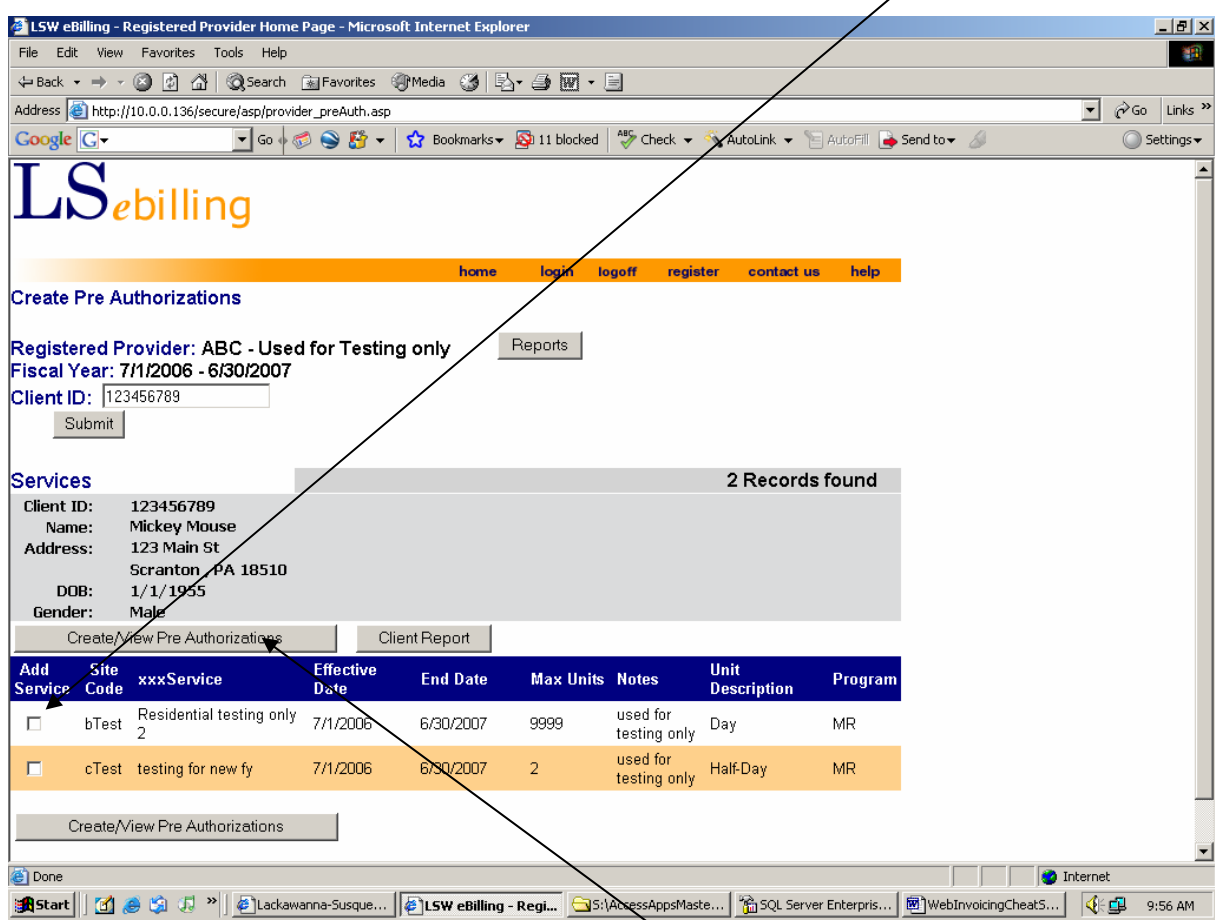 LSW eBilling - Registered Provider Home Page - Microsoft Internet Explorer
File Edit View Favorites Tools Help
Back Search Favorites Media
Address http://10.0.0.136/secure/asp/provider_preAuth.asp Go Links »
Google G Go Bookmarks 11 blocked ABC Check AutoLink AutoFill Send to Settings
LSebilling
home login logoff register contact us help
Create Pre Authorizations
Registered Provider: ABC - Used for Testing only Reports
Fiscal Year: 7/1/2006 - 6/30/2007
Client ID: 123456789
Submit
Services 2 Records found
Client ID: 123456789
Name: Mickey Mouse
Address: 123 Main St
Scranton , PA 18510
DOB: 1/1/1955
Gender: Male
Create/View Pre Authorizations Client Report
Add Site Effective Unit
Service Code xxxService Date End Date Max Units Notes Description Program
Residential testing only used for
bTest 2 7/1/2006 6/30/2007 9999 testing only Day MR
used for
cTest testing for new fy 7/1/2006 6/30/2007 2 testing only Half-Day MR
Create/View Pre Authorizations
Done Internet
Start » Lackawanna-Susque... LSW eBilling - Regi... S:\AccessAppsMaste... SQL Server Enterpris... WebInvoicingCheatS... 9:56 AM